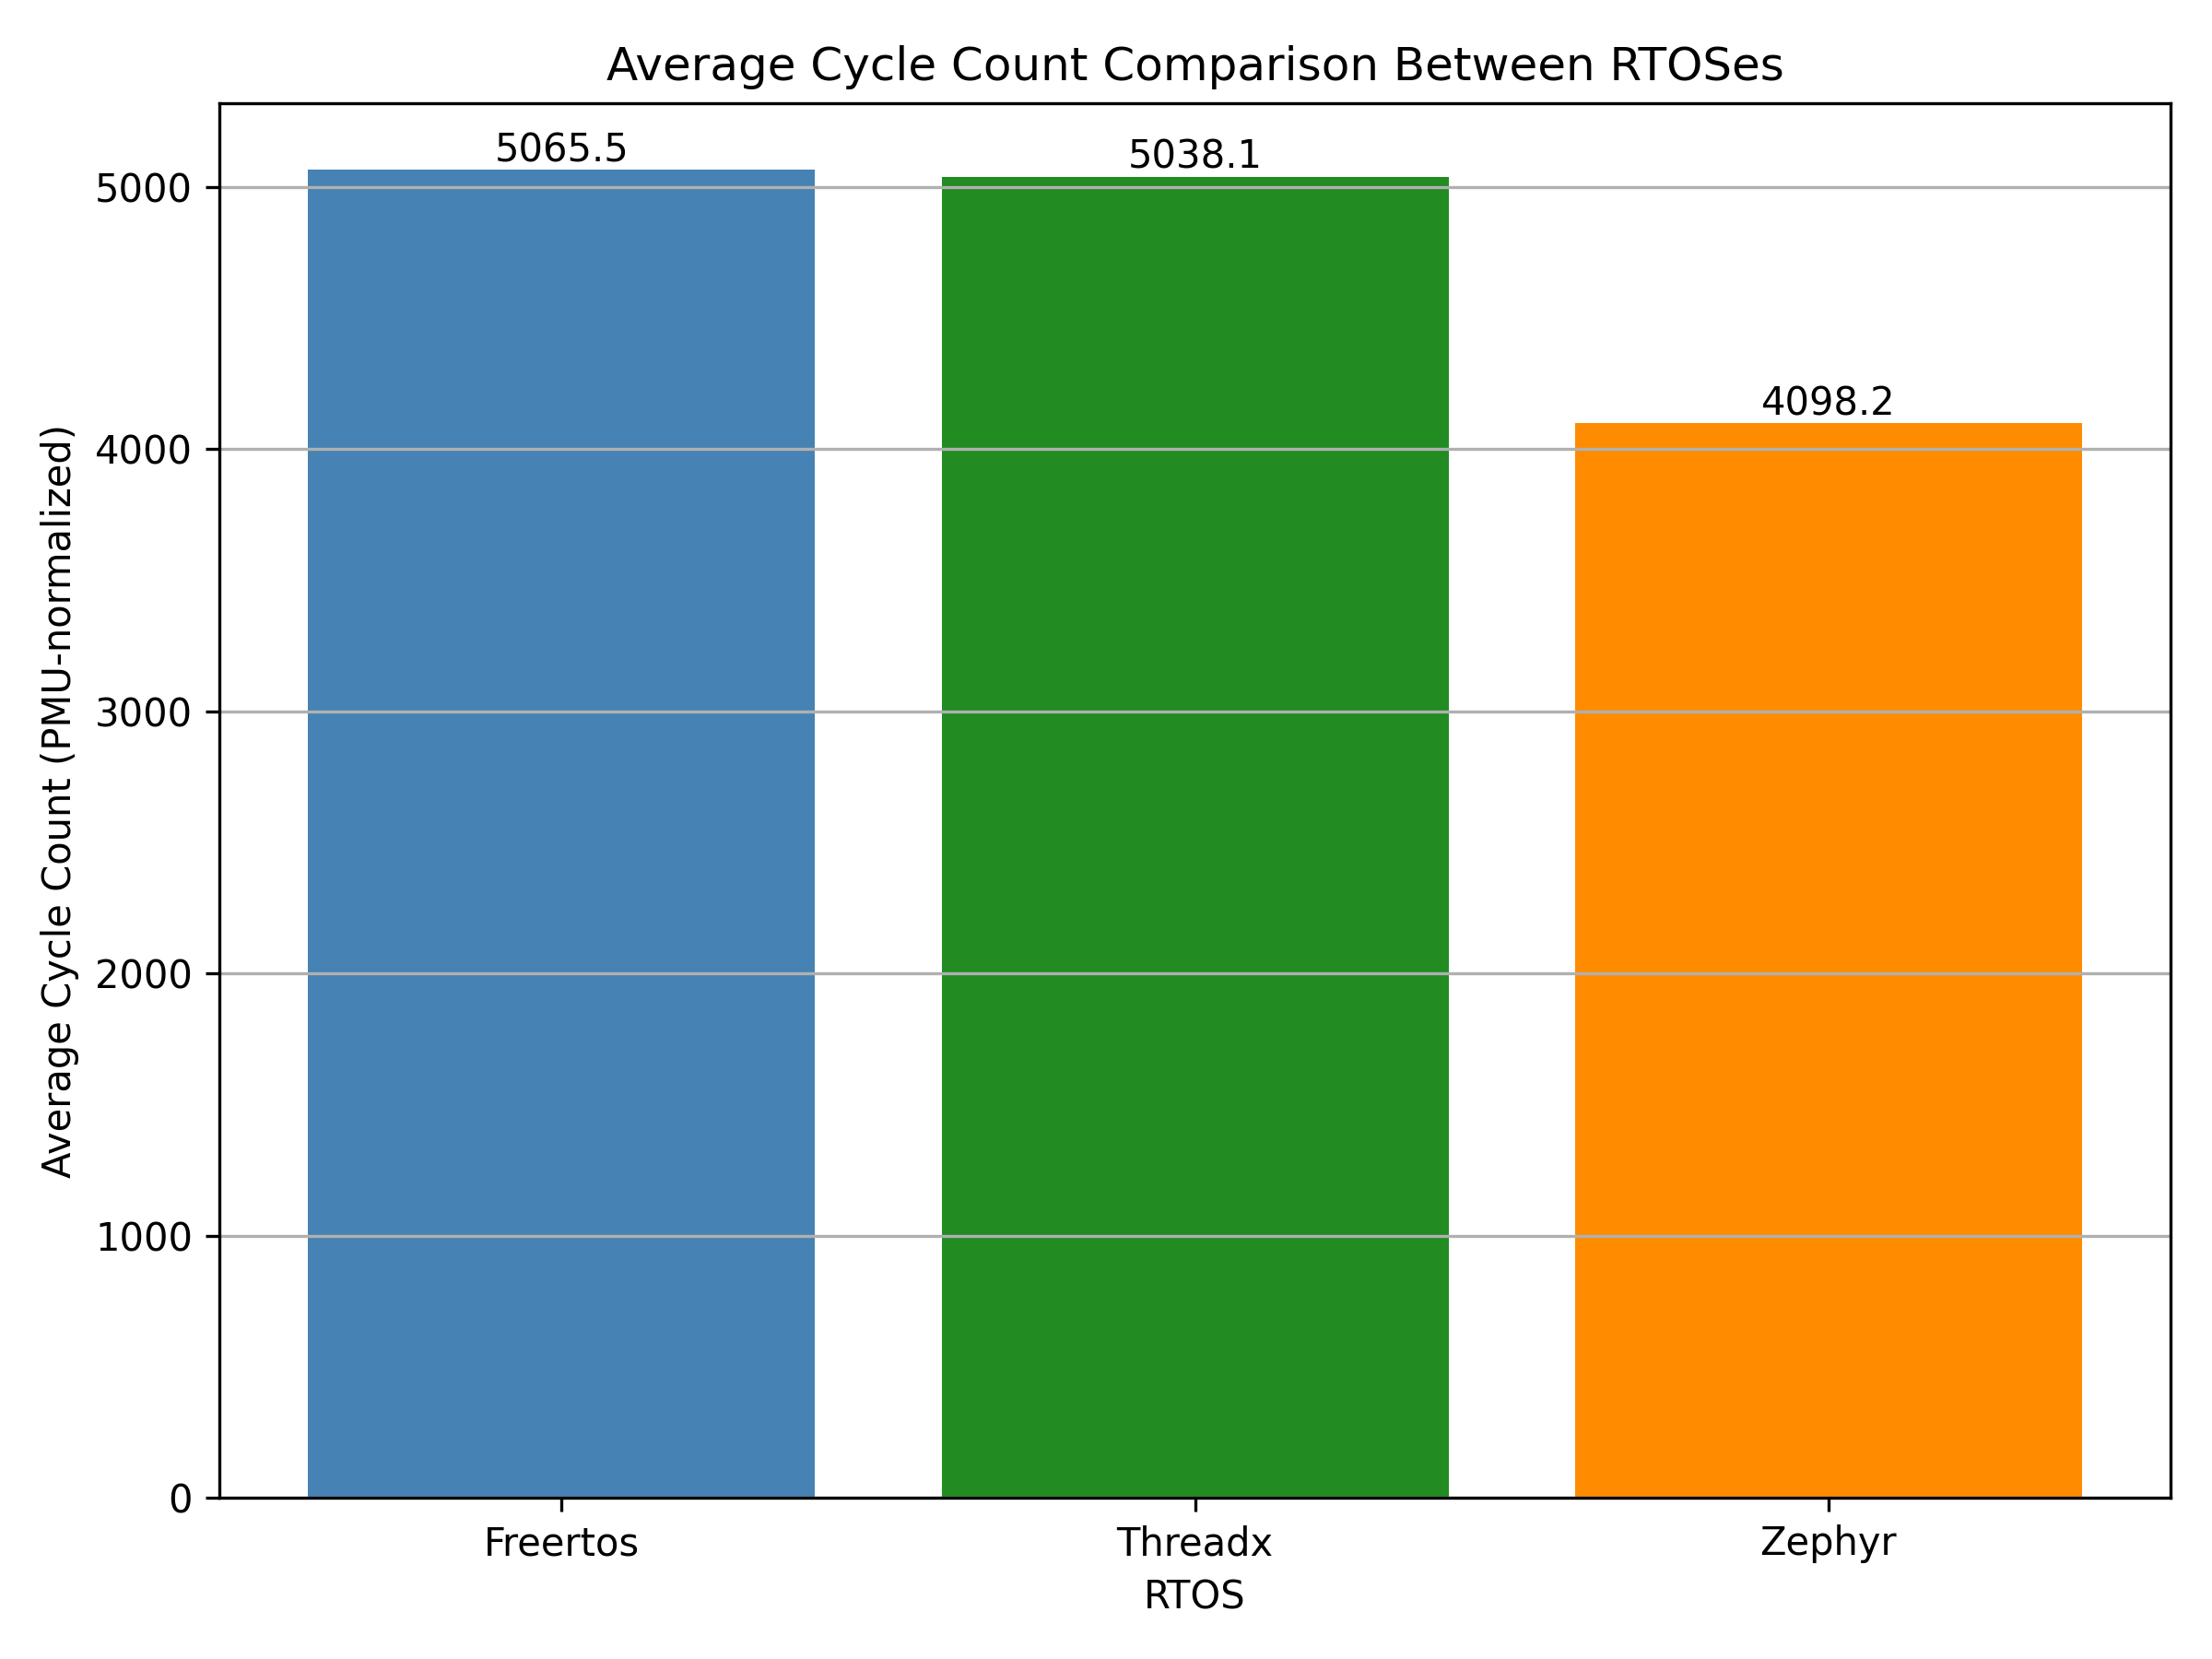 Average Cycle Count Comparison Between RTOSes
5065.5
5038.1
4098.2
5000
4000
3000
2000
1000
0
Average Cycle Count (PMU-normalized)
Freertos
Threadx
Zephyr
RTOS